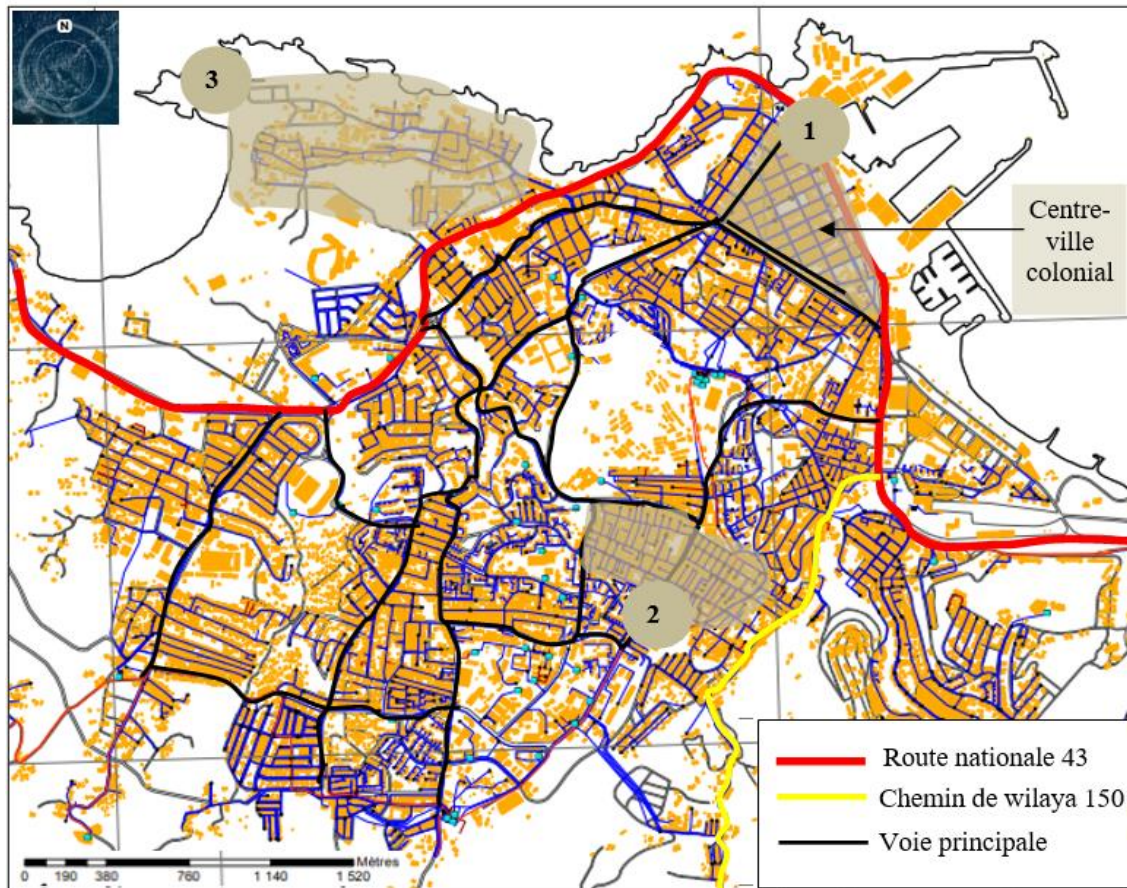 N
3
1
Centre-
ville
colonial
2
Route nationale 43
Chemin de wilaya 150
Voie principale
Mètres
0 190 380 760 1 140 1 520